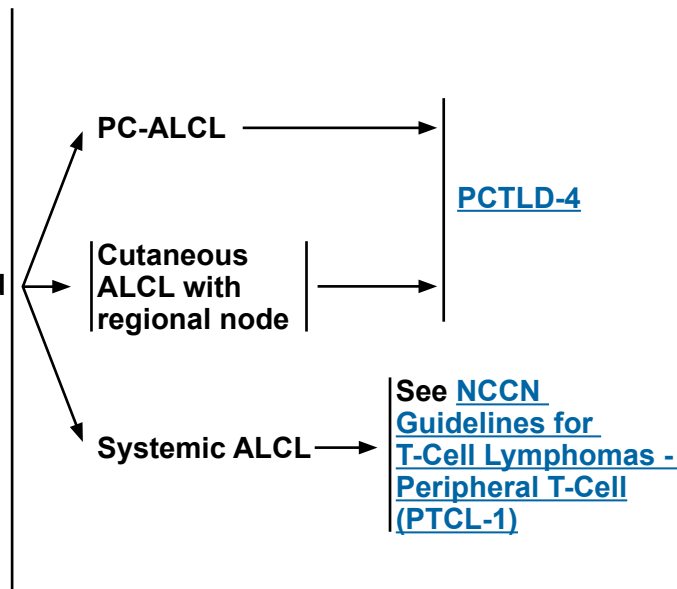 PC-ALCL
PCTLD-4
Cutaneous
ALCL with
regional node
Systemic ALCL
See NCCN
Guidelines for
T-Cell Lymphomas -
Peripheral T-Cell
(PTCL-1)